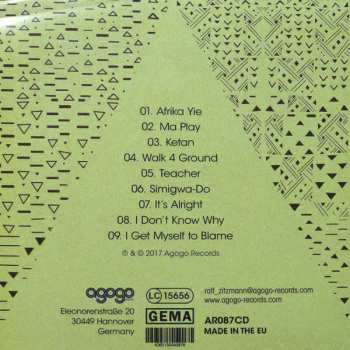 01. Afrika Yie
02. Ma Play
03. Ketan
04. Walk 4 Ground
05. Teacher
06. Simigwa-Do
07. It's Alright
08. I Don't Know Why
09. I Get Myself to Blame
℗ & © 2017 Agogo Records
agogo
Eleonorenstraße 20
30449 Hannover
Germany
LC 15656
GEMA
ralf_zitzmann@agogo-records.com
www.agogo-records.com
AR087CD
MADE IN THE EU